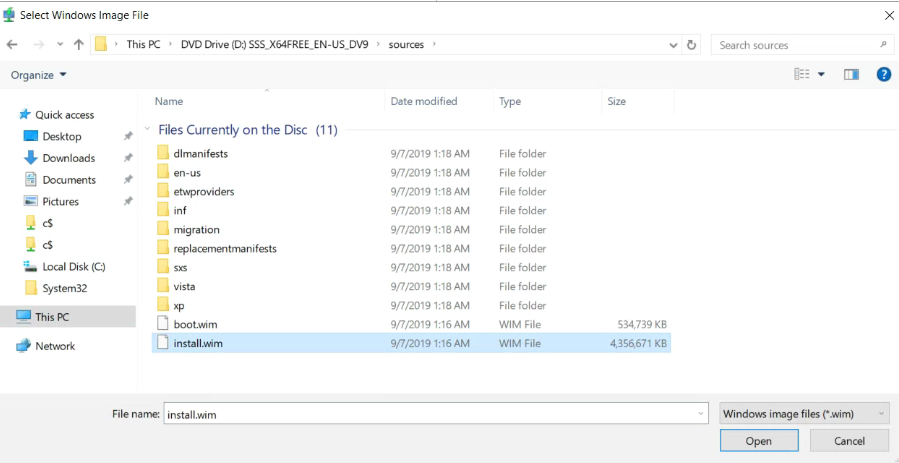 Select Windows Image File
This PC > DVD Drive (D:) SSS_X64FREE_EN-US_DV9 > sources >
Search sources
Organize
Name Date modified Type Size
Quick access
Desktop
Downloads
Documents
Pictures
c$
c$
Local Disk (C:)
System32
This PC
Network
Files Currently on the Disc (11)
dlmanifests 9/7/2019 1:18 AM File folder
en-us 9/7/2019 1:18 AM File folder
etwproviders 9/7/2019 1:18 AM File folder
inf 9/7/2019 1:18 AM File folder
migration 9/7/2019 1:18 AM File folder
replacementmanifests 9/7/2019 1:18 AM File folder
sxs 9/7/2019 1:18 AM File folder
vista 9/7/2019 1:18 AM File folder
xp 9/7/2019 1:18 AM File folder
boot.wim 9/7/2019 1:16 AM WIM File 534,739 KB
install.wim 9/7/2019 1:16 AM WIM File 4,356,671 KB
File name: install.wim
Windows image files (*.wim)
Open Cancel